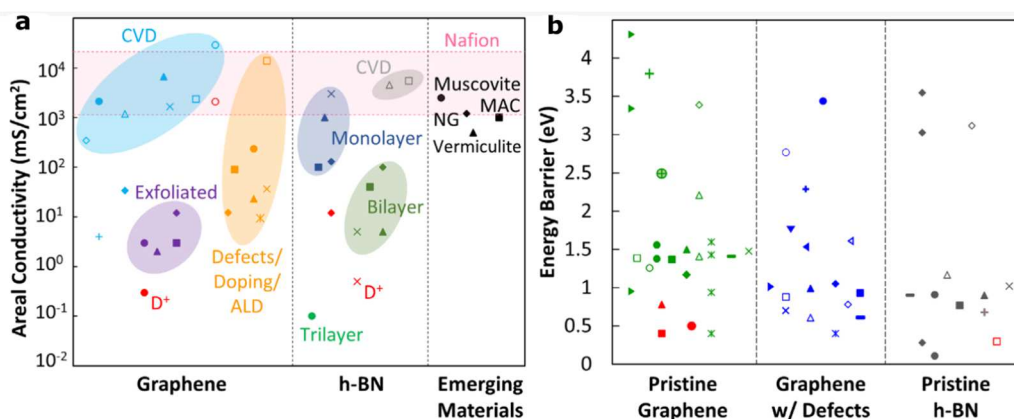 a
CVD
Nafion
CVD
Muscovite
MAC
NG
Vermiculite
Monolayer
Exfoliated
Bilayer
Defects/
Doping/
ALD
D⁺
D⁺
Trilayer
Areal Conductivity (mS/cm²)
10⁴
10³
10²
10¹
10⁰
10⁻¹
10⁻²
Graphene
h-BN
Emerging
Materials
b
Energy Barrier (eV)
4
3.5
3
2.5
2
1.5
1
0.5
0
Pristine
Graphene
Graphene
w/ Defects
Pristine
h-BN